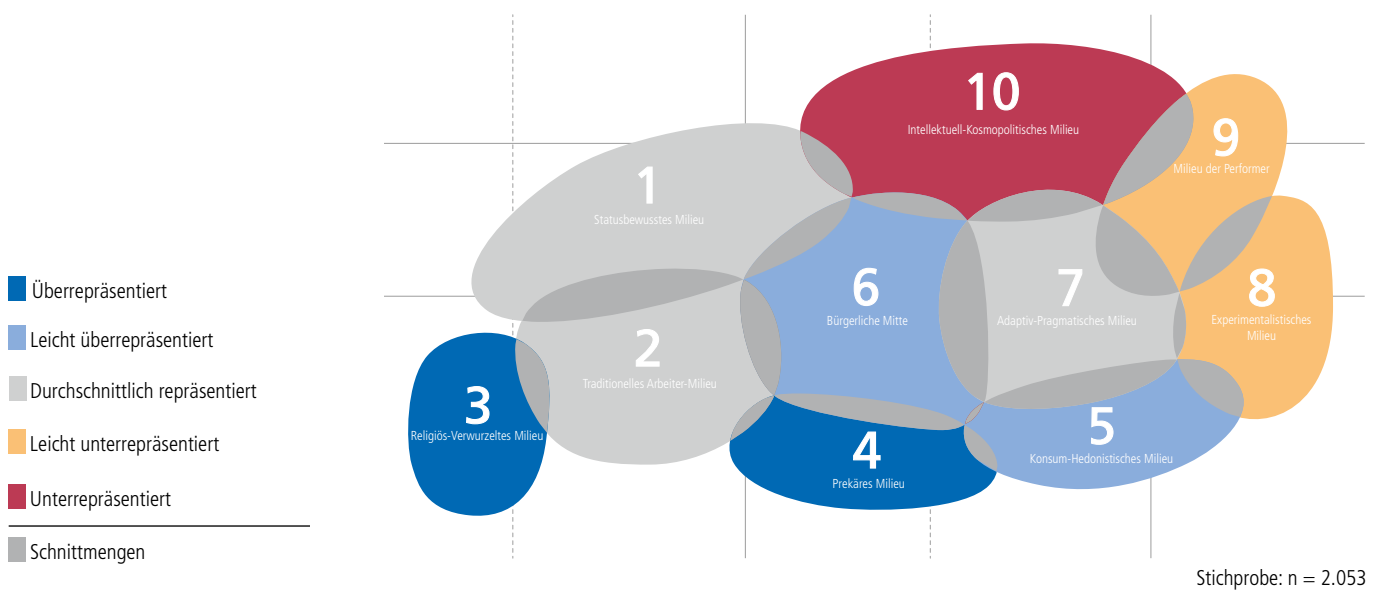 Überrepräsentiert
Leicht überrepräsentiert
Durchschnittlich repräsentiert
Leicht unterrepräsentiert
Unterrepräsentiert
Schnittmengen
1
Statusbewusstes Milieu
2
Traditionelles Arbeiter-Milieu
3
Religiös-Verwurzeltes Milieu
4
Prekäres Milieu
5
Konsum-Hedonistisches Milieu
6
Bürgerliche Mitte
7
Adaptiv-Pragmatisches Milieu
8
Experimentalistisches
Milieu
9
Milieu der Performer
10
Intellektuell-Kosmopolitisches Milieu
Stichprobe: n = 2.053